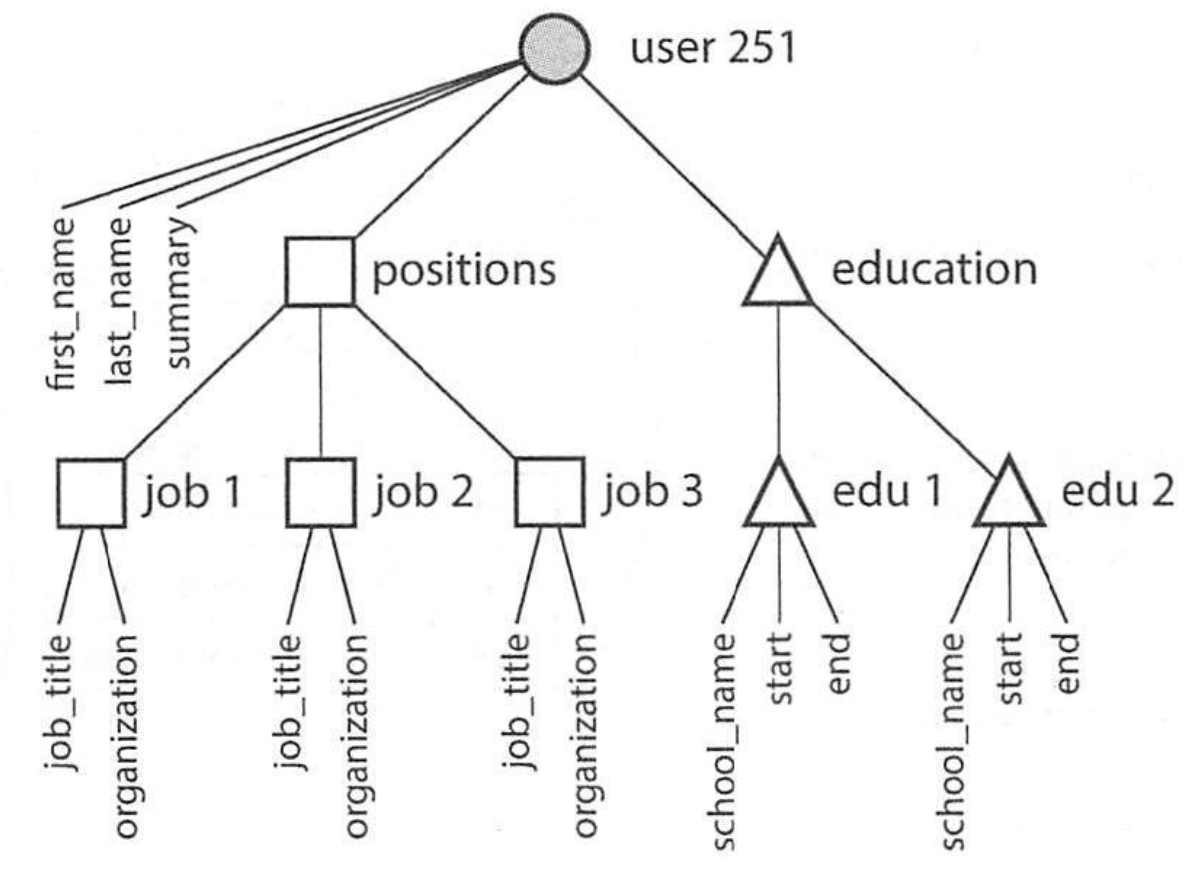 user 251
first_name
last_name
summary
positions
education
job 1
job 2
job 3
edu 1
edu 2
job_title
organization
job_title
organization
job_title
organization
school_name
start
end
school_name
start
end